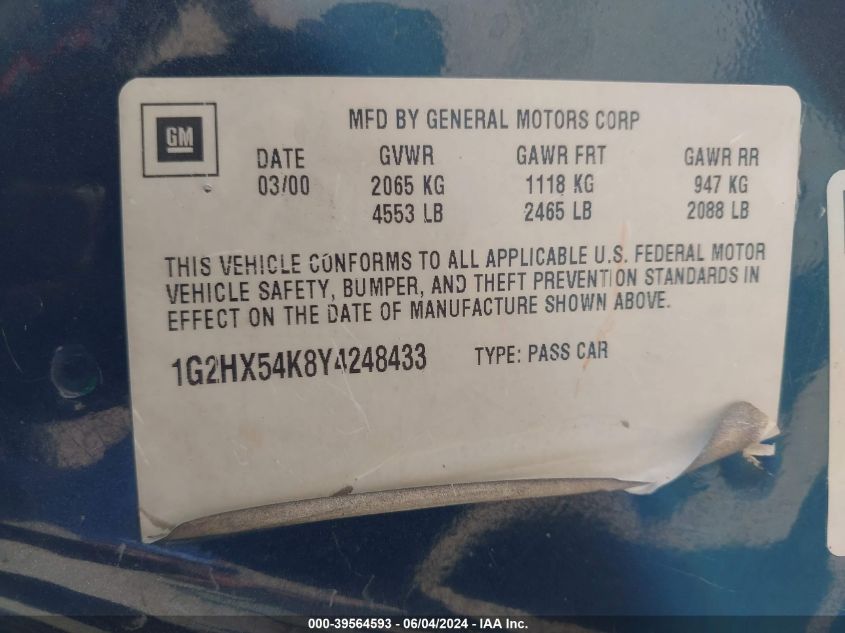 GM
MFD BY GENERAL MOTORS CORP
DATE GVWR GAWR FRT GAWR RR
03/00 2065 KG 1118 KG 947 KG
4553 LB 2465 LB 2088 LB
THIS VEHICLE CONFORMS TO ALL APPLICABLE U.S. FEDERAL MOTOR
VEHICLE SAFETY, BUMPER, AND THEFT PREVENTION STANDARDS IN
EFFECT ON THE DATE OF MANUFACTURE SHOWN ABOVE.
1G2HX54K8Y4248433 TYPE: PASS CAR
000-39564593 - 06/04/2024 - IAA Inc.